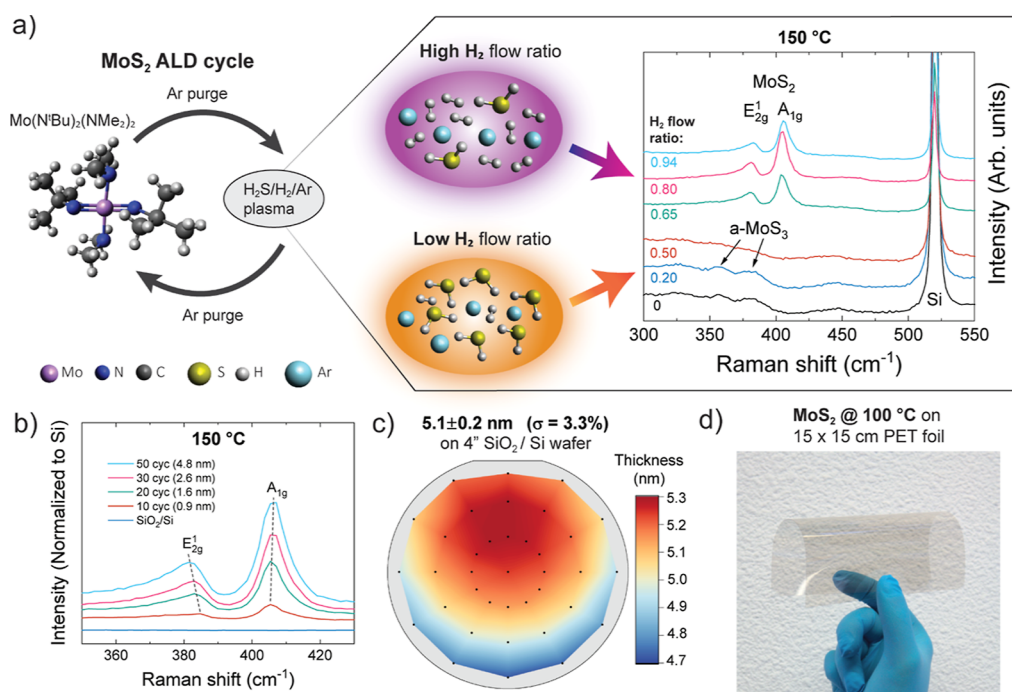 a)
MoS₂ ALD cycle
Ar purge
Mo(NᵗBu)₂(NMe₂)₂
H₂S/H₂/Ar
plasma
Ar purge
Mo N C S H Ar
High H₂ flow ratio
Low H₂ flow ratio
150 °C
MoS₂
E¹₂g A₁g
H₂ flow
ratio:
0.94
0.80
0.65
0.50
0.20
0
a-MoS₃
Si
Intensity (Arb. units)
300 350 400 450 500 550
Raman shift (cm⁻¹)
b)
150 °C
50 cyc (4.8 nm)
30 cyc (2.6 nm)
20 cyc (1.6 nm)
10 cyc (0.9 nm)
SiO₂/Si
E¹₂g
A₁g
Intensity (Normalized to Si)
360 380 400 420
Raman shift (cm⁻¹)
c)
5.1±0.2 nm (σ = 3.3%)
on 4” SiO₂ / Si wafer
Thickness
(nm)
5.3
5.2
5.1
5.0
4.9
4.8
4.7
d)
MoS₂ @ 100 °C on
15 x 15 cm PET foil